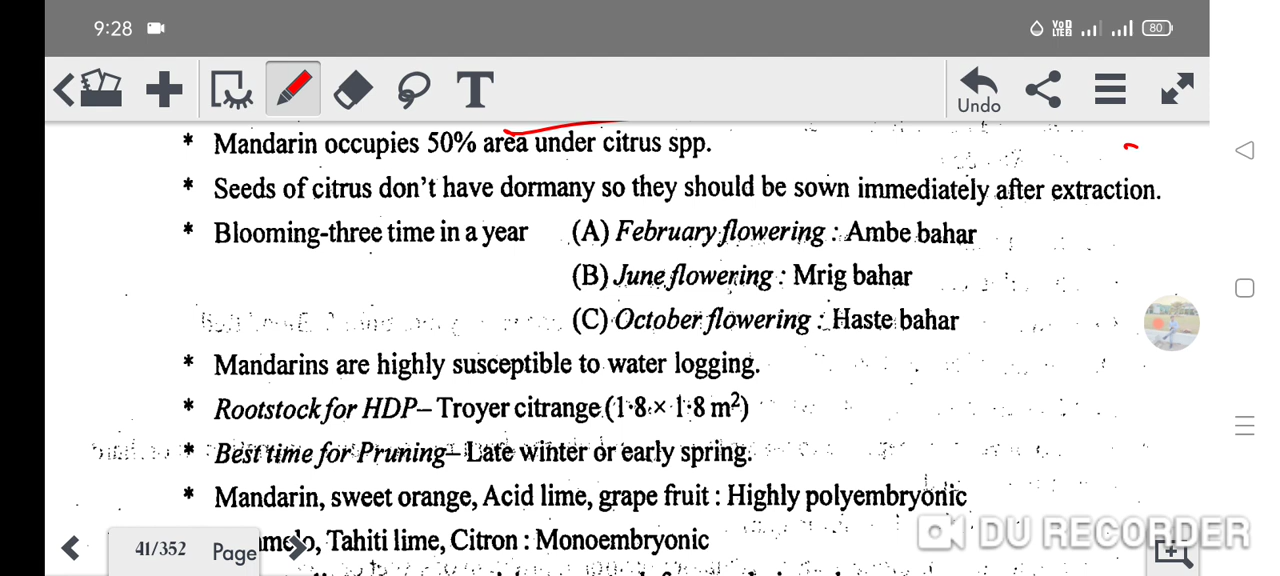 9:28 VoD LTE 80
T Undo
* Mandarin occupies 50% area under citrus spp.
* Seeds of citrus don't have dormany so they should be sown immediately after extraction.
* Blooming-three time in a year (A) February flowering : Ambe bahar
(B) June flowering : Mrig bahar
(C) October flowering : Haste bahar
* Mandarins are highly susceptible to water logging.
* Rootstock for HDP– Troyer citrange (1·8 × 1·8 m²)
* Best time for Pruning– Late winter or early spring.
* Mandarin, sweet orange, Acid lime, grape fruit : Highly polyembryonic
Tahiti lime, Citron : Monoembryonic
41/352 Page
DU RECORDER